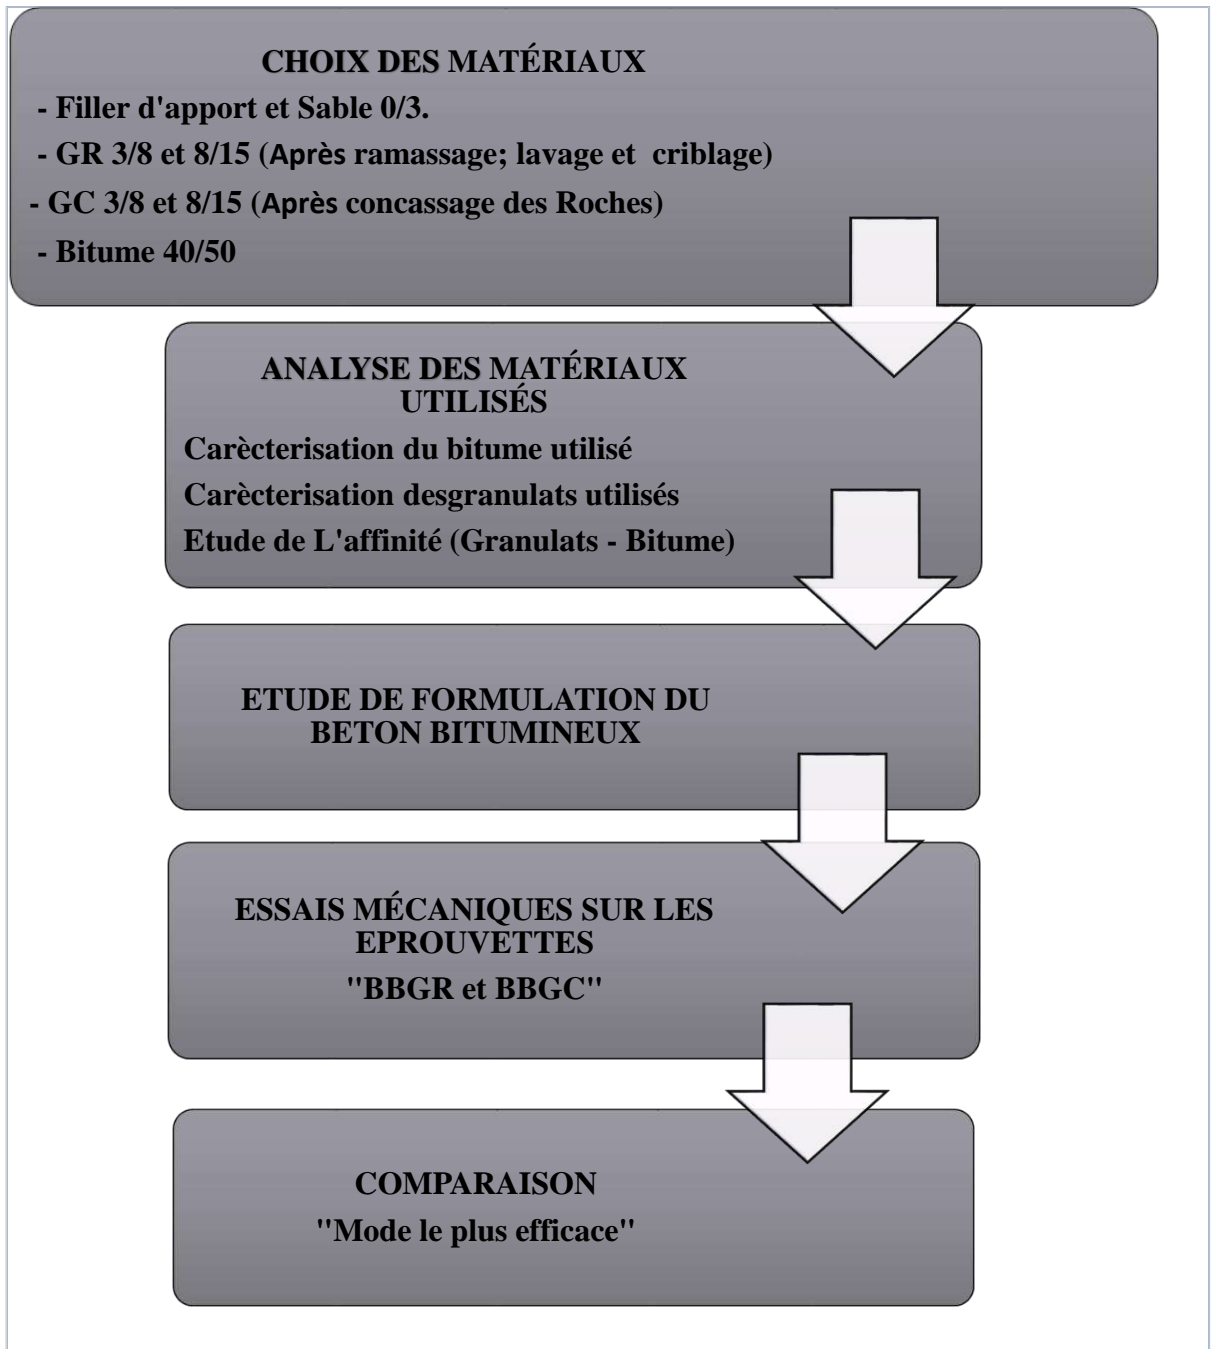 CHOIX DES MATÉRIAUX
- Filler d'apport et Sable 0/3.
- GR 3/8 et 8/15 (Après ramassage; lavage et criblage)
- GC 3/8 et 8/15 (Après concassage des Roches)
- Bitume 40/50
ANALYSE DES MATÉRIAUX
UTILISÉS
Carècterisation du bitume utilisé
Carècterisation desgranulats utilisés
Etude de L'affinité (Granulats - Bitume)
ETUDE DE FORMULATION DU
BETON BITUMINEUX
ESSAIS MÉCANIQUES SUR LES
EPROUVETTES
"BBGR et BBGC"
COMPARAISON
"Mode le plus efficace"